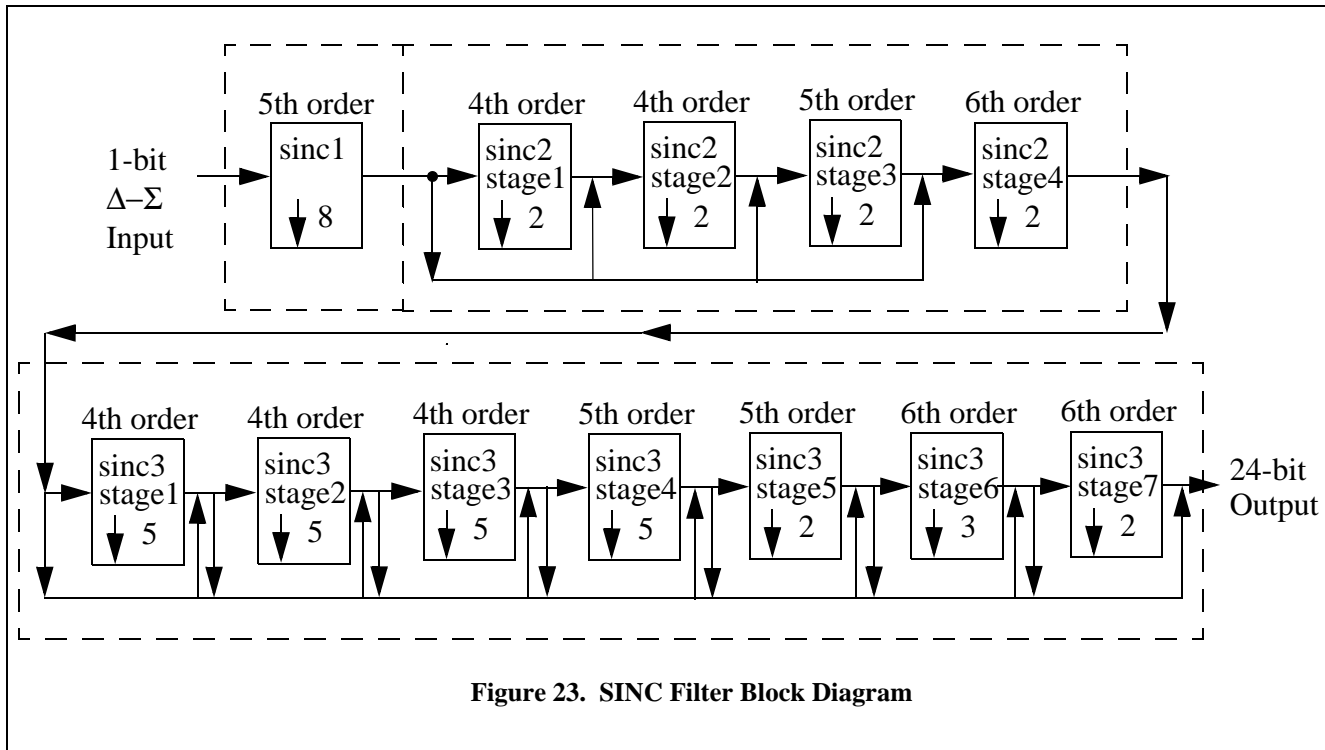 5th order
4th order
4th order
5th order
6th order
1-bit
Δ–Σ
Input
sinc1
8
sinc2
stage1
2
sinc2
stage2
2
sinc2
stage3
2
sinc2
stage4
2
4th order
4th order
4th order
5th order
5th order
6th order
6th order
sinc3
stage1
5
sinc3
stage2
5
sinc3
stage3
5
sinc3
stage4
5
sinc3
stage5
2
sinc3
stage6
3
sinc3
stage7
2
24-bit
Output
Figure 23. SINC Filter Block Diagram